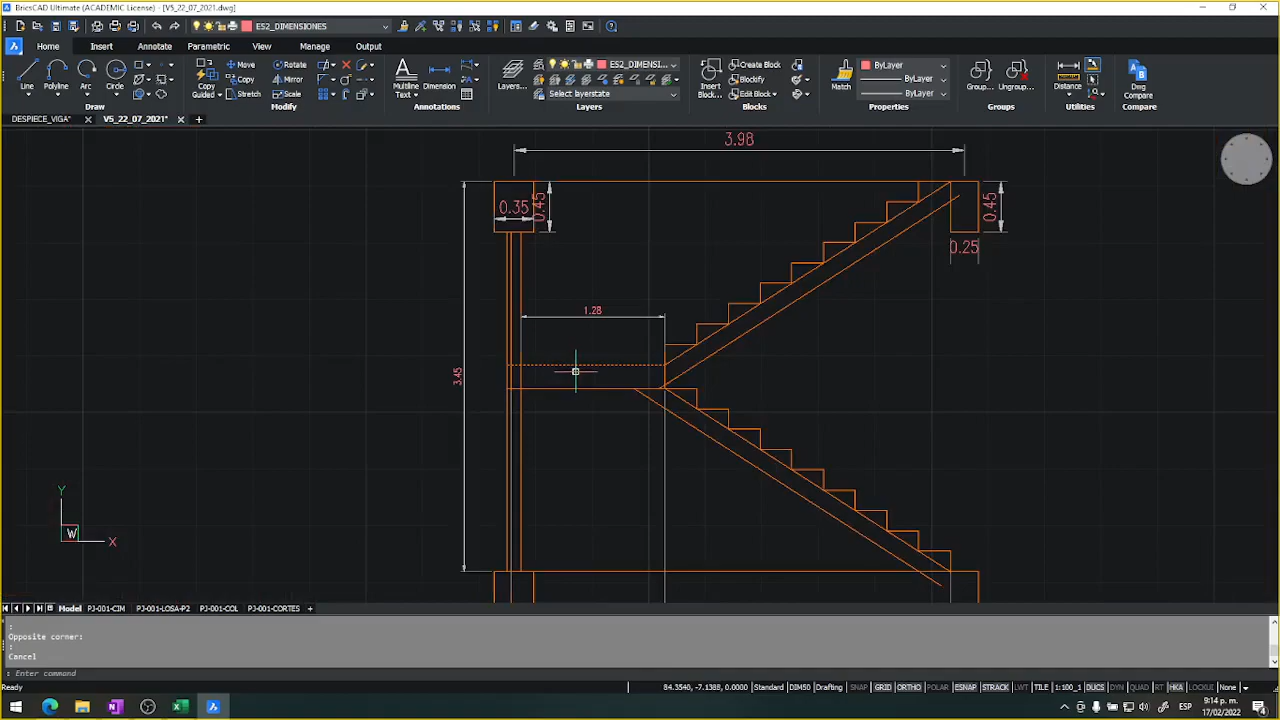 BricsCAD Ultimate (ACADEMIC License) - [V5_22_07_2021.dwg]
ES2_DIMENSIONES
Home Insert Annotate Parametric View Manage Output
Line Polyline Arc Circle
Draw
Copy Guided
Move
Copy
Stretch
Rotate
Mirror
Scale
Modify
Multiline Text
Dimension
Annotations
Layers...
ES2_DIMENSI...
Select layerstate
Layers
Insert Block...
Create Block
Blockify
Edit Block
Blocks
Match
ByLayer
ByLayer
ByLayer
Properties
Group... Ungroup...
Groups
Distance
Utilities
Dwg Compare
Compare
DESPIECE_VIGA* V5_22_07_2021*
3.98
0.35
0.45
0.45
0.25
1.28
3.45
Y
W
X
Model PJ-001-CIM PJ-001-LOSA-P2 PJ-001-COL PJ-001-CORTES
:
Opposite corner:
:
Cancel
: Enter command
Ready
84.3540, -7.1388, 0.0000 Standard DIM50 Drafting SNAP GRID ORTHO POLAR ESNAP STRACK LWT TILE 1:100_1 DUCS DYN QUAD RT HKA LOCKUI None
ESP
9:14 p. m.
17/02/2022
4